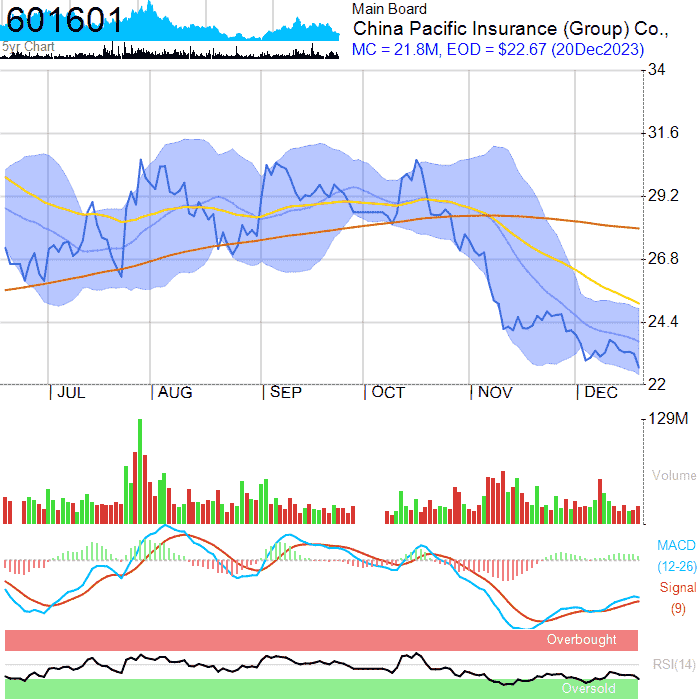 601601
5yr Chart
Main Board
China Pacific Insurance (Group) Co.,
MC = 21.8M, EOD = $22.67 (20Dec2023)
34
31.6
29.2
26.8
24.4
22
JUL AUG SEP OCT NOV DEC
129M
Volume
MACD
(12-26)
Signal
(9)
Overbought
RSI(14)
Oversold